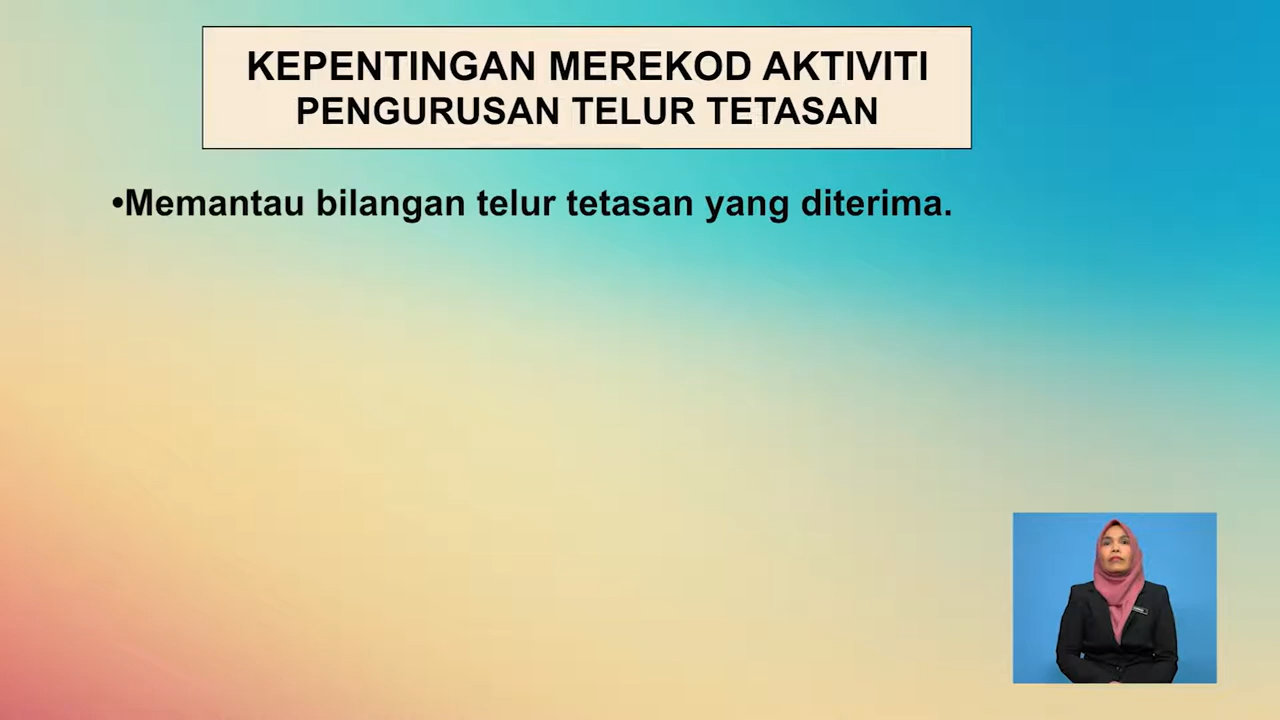 KEPENTINGAN MEREKOD AKTIVITI
PENGURUSAN TELUR TETASAN
•Memantau bilangan telur tetasan yang diterima.